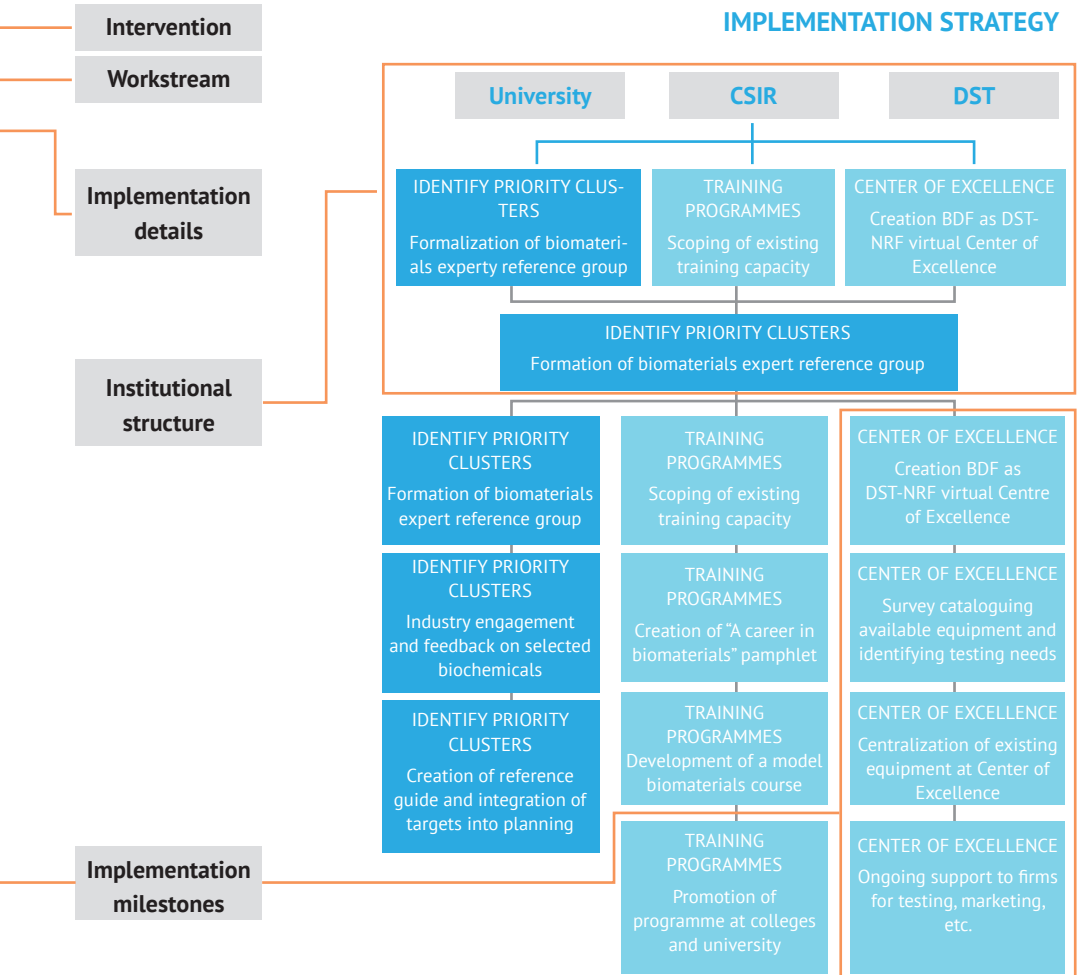 IMPLEMENTATION STRATEGY
Intervention
Workstream
Implementation
details
Institutional
structure
Implementation
milestones
University
CSIR
DST
IDENTIFY PRIORITY CLUS-
TERS
Formalization of biomateri-
als experty reference group
TRAINING
PROGRAMMES
Scoping of existing
training capacity
CENTER OF EXCELLENCE
Creation BDF as DST-
NRF virtual Center of
Excellence
IDENTIFY PRIORITY CLUSTERS
Formation of biomaterials expert reference group
IDENTIFY PRIORITY
CLUSTERS
Formation of biomaterials
expert reference group
IDENTIFY PRIORITY
CLUSTERS
Industry engagement
and feedback on selected
biochemicals
IDENTIFY PRIORITY
CLUSTERS
Creation of reference
guide and integration of
targets into planning
TRAINING
PROGRAMMES
Scoping of existing
training capacity
TRAINING
PROGRAMMES
Creation of “A career in
biomaterials” pamphlet
TRAINING
PROGRAMMES
Development of a model
biomaterials course
TRAINING
PROGRAMMES
Promotion of
programme at colleges
and university
CENTER OF EXCELLENCE
Creation BDF as
DST-NRF virtual Centre
of Excellence
CENTER OF EXCELLENCE
Survey cataloguing
available equipment and
identifying testing needs
CENTER OF EXCELLENCE
Centralization of existing
equipment at Center of
Excellence
CENTER OF EXCELLENCE
Ongoing support to firms
for testing, marketing,
etc.